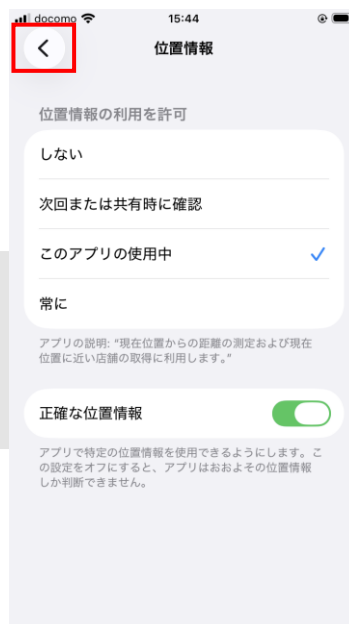 docomo 15:44
位置情報
位置情報の利用を許可
しない
次回または共有時に確認
このアプリの使用中
常に
アプリの説明: “現在位置からの距離の測定および現在
位置に近い店舗の取得に利用します。”
正確な位置情報
アプリで特定の位置情報を使用できるようにします。こ
の設定をオフにすると、アプリはおおよその位置情報
しか判断できません。